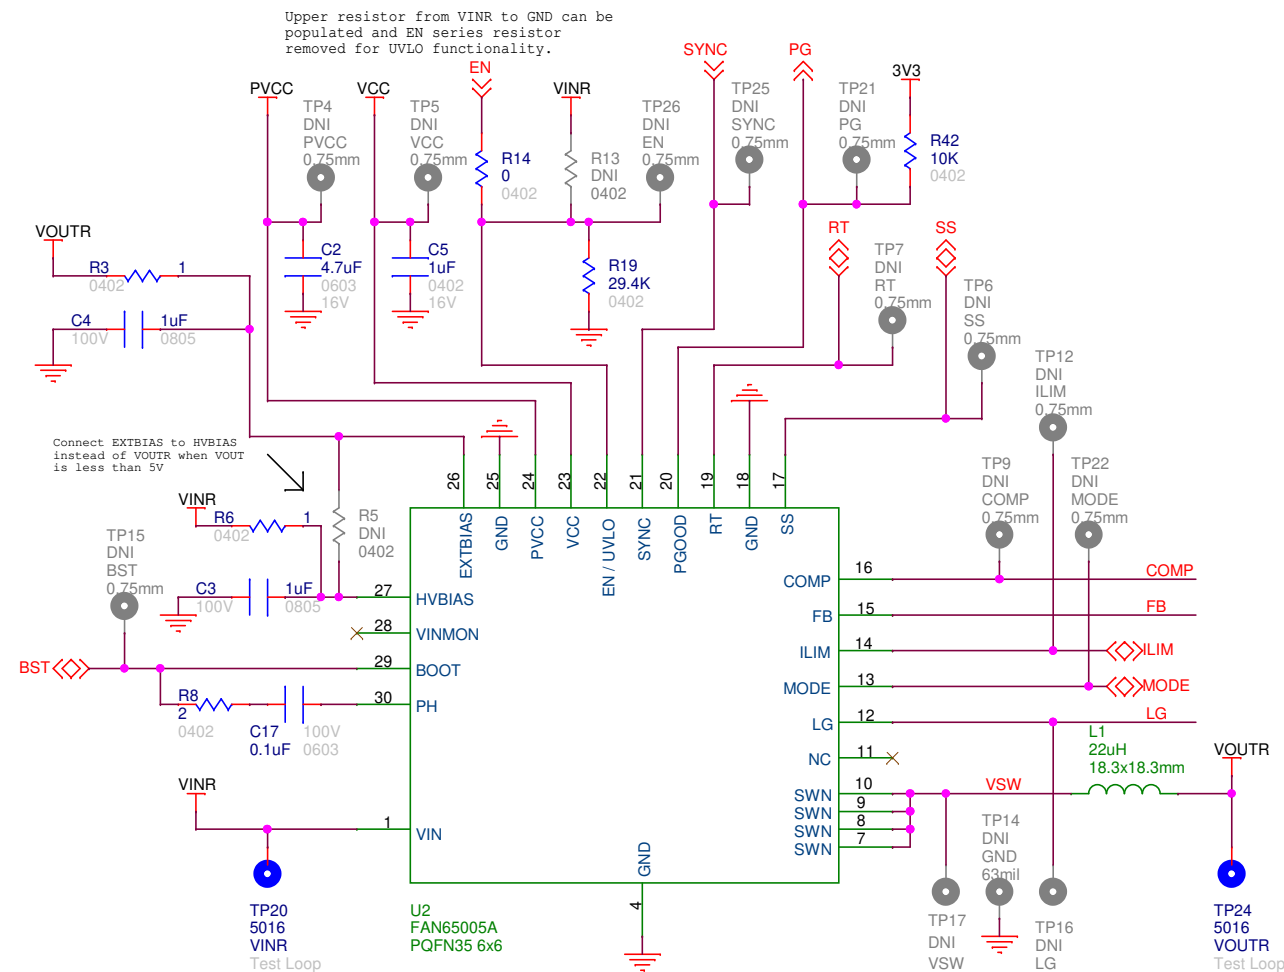 Upper resistor from VINR to GND can be
populated and EN series resistor
removed for UVLO functionality.
PVCC
VCC
EN
VINR
SYNC
PG
3V3
TP4
DNI
PVCC
0.75mm
TP5
DNI
VCC
0.75mm
R14
0
0402
R13
DNI
0402
TP26
DNI
EN
0.75mm
TP25
DNI
SYNC
0.75mm
TP21
DNI
PG
0.75mm
R42
10K
0402
VOUTR
R3
1
0402
C4
1uF
100V
0805
C2
4.7uF
0603
16V
C5
1uF
0402
16V
R19
29.4K
0402
RT
TP7
DNI
RT
0.75mm
SS
TP6
DNI
SS
0.75mm
TP12
DNI
ILIM
0.75mm
Connect EXTBIAS to HVBIAS
instead of VOUTR when VOUT
is less than 5V
TP9
DNI
COMP
0.75mm
TP22
DNI
MODE
0.75mm
VINR
R6
1
0402
R5
DNI
0402
TP15
DNI
BST
0.75mm
C3
1uF
100V
0805
26
25
24
23
22
21
20
19
18
17
EXTBIAS
GND
PVCC
VCC
EN / UVLO
SYNC
PGOOD
RT
GND
SS
27
HVBIAS
28
VINMON
29
BOOT
30
PH
1
VIN
BST
R8
2
0402
C17
0.1uF
100V
0603
VINR
COMP
16
COMP
FB
15
FB
ILIM
14
ILIM
MODE
13
MODE
LG
12
LG
NC
11
SWN
10
SWN
9
SWN
8
SWN
7
VSW
L1
22uH
18.3x18.3mm
VOUTR
GND
4
TP20
5016
VINR
Test Loop
U2
FAN65005A
PQFN35 6x6
TP17
DNI
VSW
TP14
DNI
GND
63mil
TP16
DNI
LG
TP24
5016
VOUTR
Test Loop